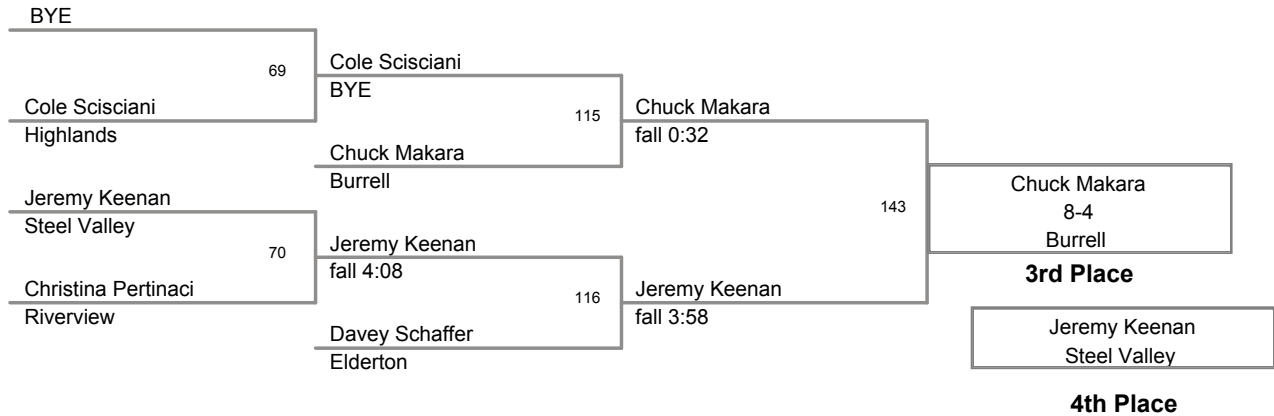 BYE
69
Cole Scisciani
Highlands
Cole Scisciani
BYE
115
Chuck Makara
Burrell
Chuck Makara
fall 0:32
Jeremy Keenan
Steel Valley
70
Christina Pertinaci
Riverview
Jeremy Keenan
fall 4:08
116
Davey Schaffer
Elderton
Jeremy Keenan
fall 3:58
143
Chuck Makara
8-4
Burrell
3rd Place
Jeremy Keenan
Steel Valley
4th Place